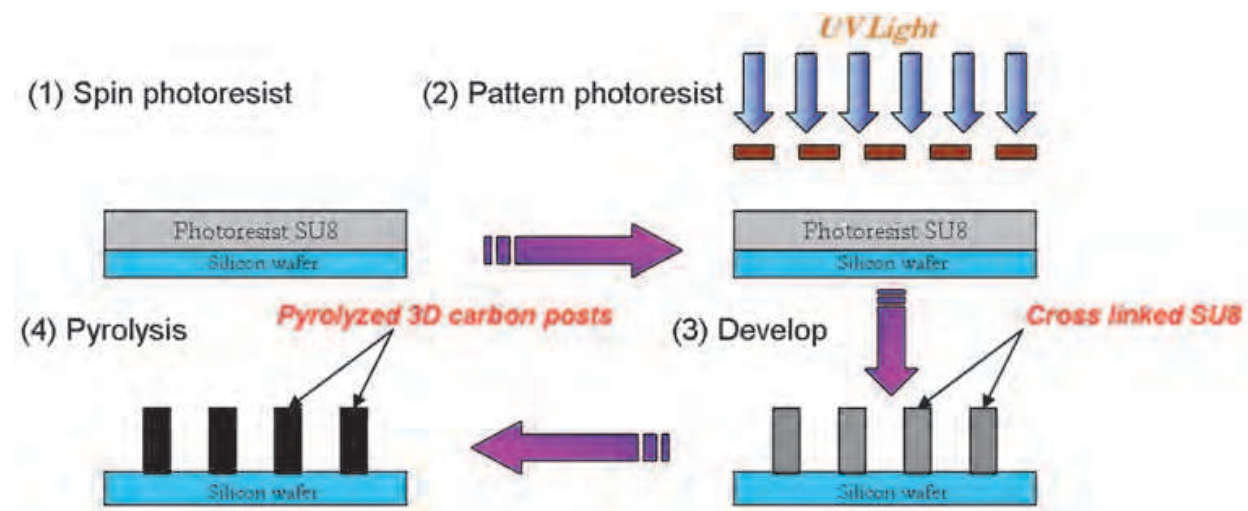 UV Light
(1) Spin photoresist
(2) Pattern photoresist
Photoresist SU8
Silicon wafer
Photoresist SU8
Silicon wafer
(4) Pyrolysis
Pyrolyzed 3D carbon posts
(3) Develop
Cross linked SU8
Silicon wafer
Silicon wafer